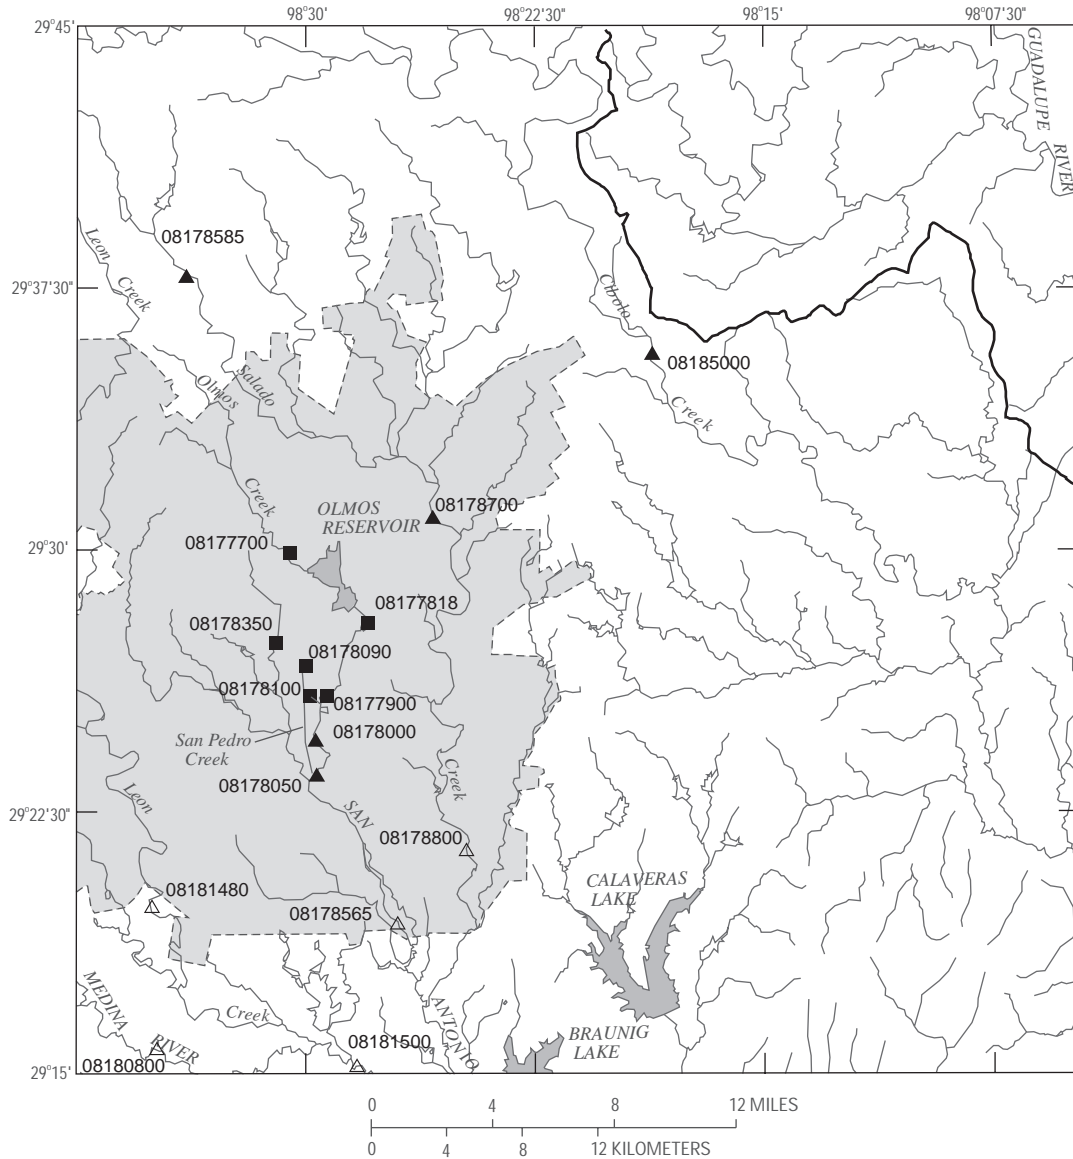 98°30'
98°22'30"
98°15'
98°07'30"
29°45'
GUADALUPE RIVER
08178585
Leon
Creek
29°37'30"
Cibolo
08185000
Creek
Olmos
Salado
Creek
OLMOS
RESERVOIR
08178700
08177700
29°30'
08177818
08178350
08178090
08178100
08177900
08178000
San Pedro
Creek
08178050
Creek
Leon
SAN
29°22'30"
08178800
CALAVERAS
LAKE
08181480
08178565
MEDINA
RIVER
Creek
ANTONIO
08181500
BRAUNIG
LAKE
08180800
29°15'
0 4 8 12 MILES
0 4 8 12 KILOMETERS